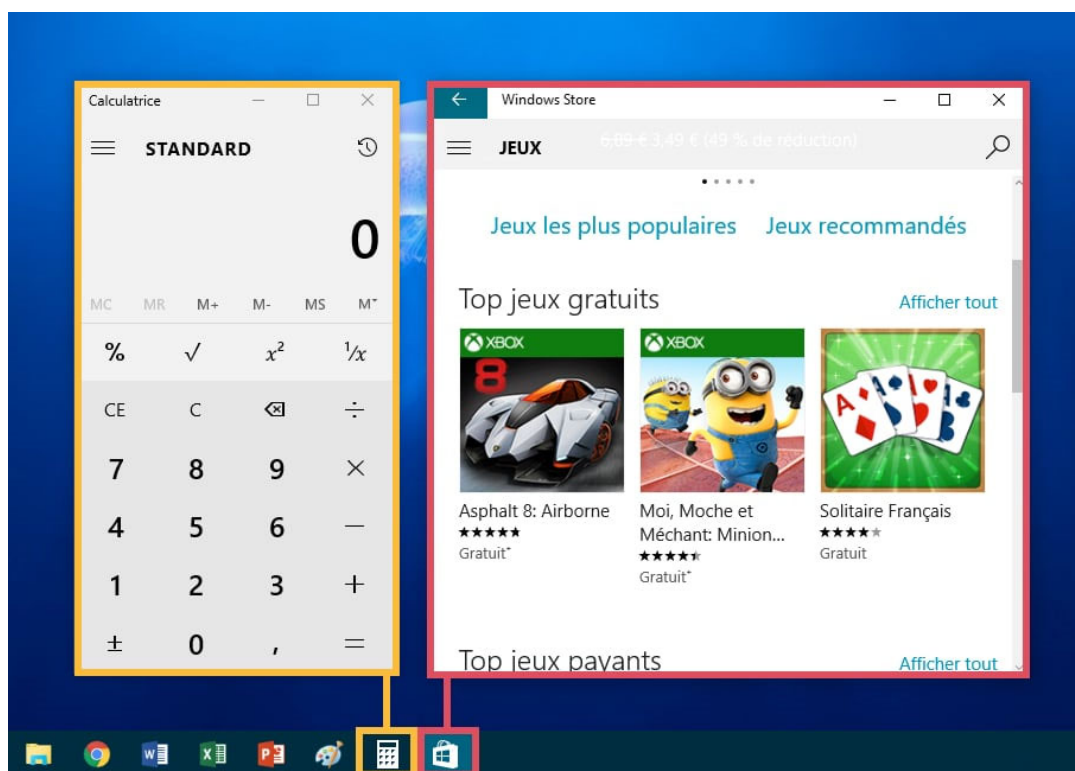 Calculatrice
STANDARD
0
MC MR M+ M- MS M˅
% √ x² ¹/x
CE C ⌫ ÷
7 8 9 ×
4 5 6 −
1 2 3 +
± 0 , =
Windows Store
JEUX
6,89 € 3,49 € (49 % de réduction)
Jeux les plus populaires Jeux recommandés
Top jeux gratuits Afficher tout
XBOX XBOX
8
A A A A
Asphalt 8: Airborne
★★★★★
Gratuit*
Moi, Moche et
Méchant: Minion...
Gratuit*
Solitaire Français
Gratuit
Top jeux payants Afficher tout